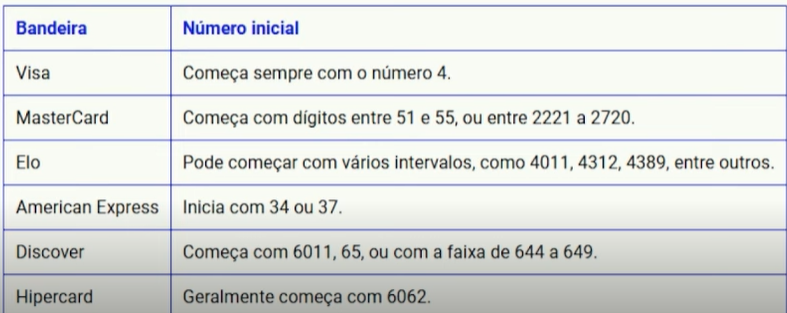 Bandeira Número inicial
Visa Começa sempre com o número 4.
MasterCard Começa com dígitos entre 51 e 55, ou entre 2221 a 2720.
Elo Pode começar com vários intervalos, como 4011, 4312, 4389, entre outros.
American Express Inicia com 34 ou 37.
Discover Começa com 6011, 65, ou com a faixa de 644 a 649.
Hipercard Geralmente começa com 6062.